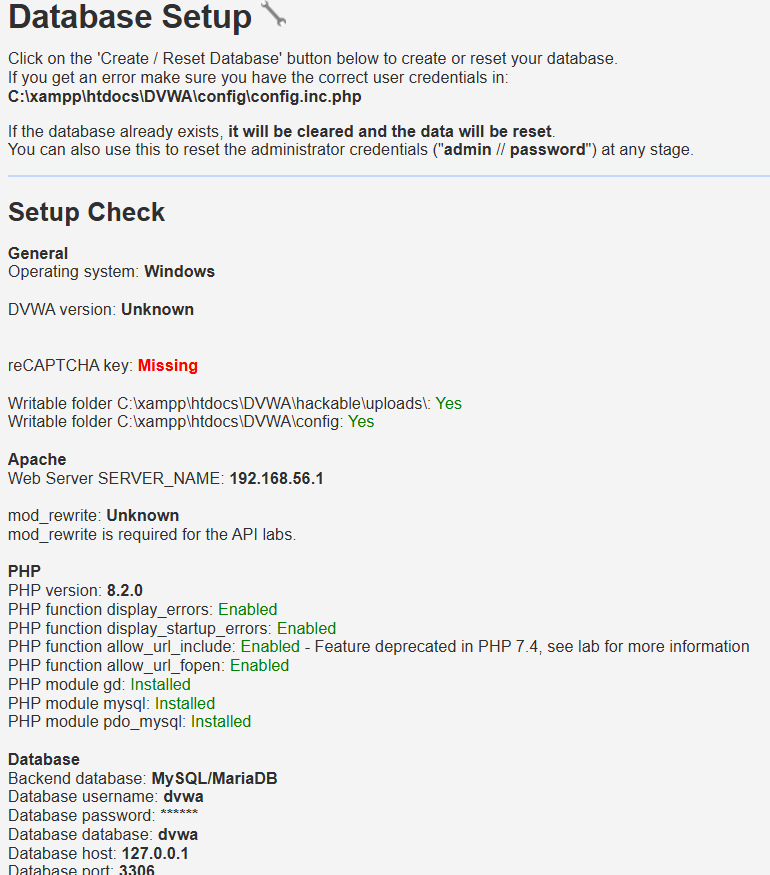 Database Setup
Click on the 'Create / Reset Database' button below to create or reset your database.
If you get an error make sure you have the correct user credentials in:
C:\xampp\htdocs\DVWA\config\config.inc.php
If the database already exists, it will be cleared and the data will be reset.
You can also use this to reset the administrator credentials ("admin // password") at any stage.
Setup Check
General
Operating system: Windows
DVWA version: Unknown
reCAPTCHA key: Missing
Writable folder C:\xampp\htdocs\DVWA\hackable\uploads\: Yes
Writable folder C:\xampp\htdocs\DVWA\config: Yes
Apache
Web Server SERVER_NAME: 192.168.56.1
mod_rewrite: Unknown
mod_rewrite is required for the API labs.
PHP
PHP version: 8.2.0
PHP function display_errors: Enabled
PHP function display_startup_errors: Enabled
PHP function allow_url_include: Enabled - Feature deprecated in PHP 7.4, see lab for more information
PHP function allow_url_fopen: Enabled
PHP module gd: Installed
PHP module mysql: Installed
PHP module pdo_mysql: Installed
Database
Backend database: MySQL/MariaDB
Database username: dvwa
Database password: ******
Database database: dvwa
Database host: 127.0.0.1
Database port: 3306